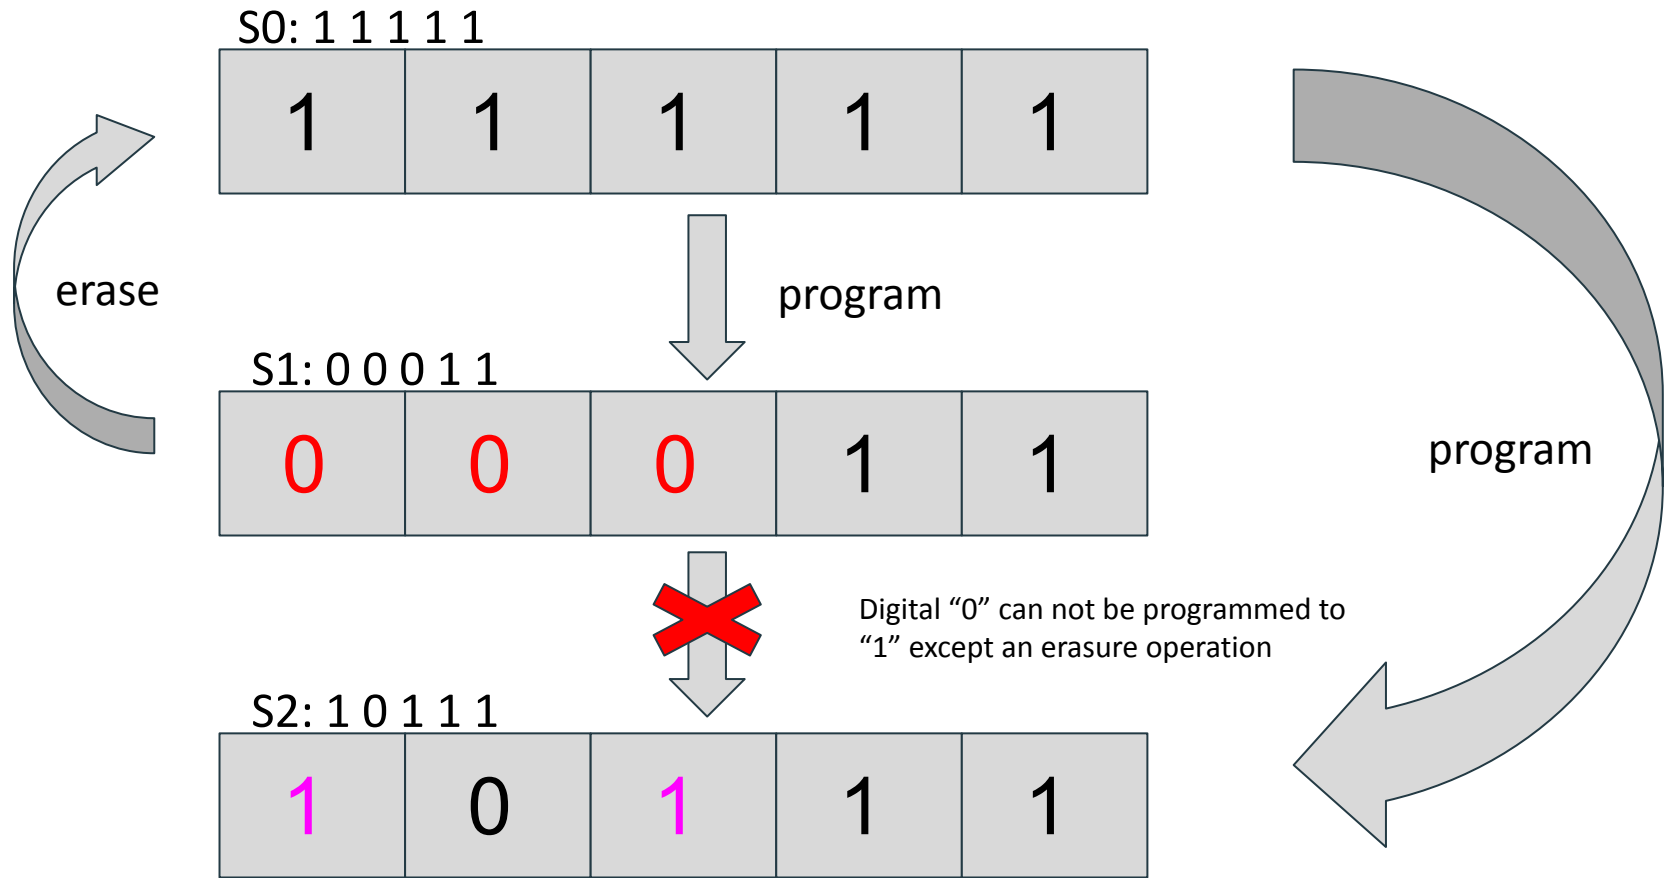 S0: 1 1 1 1 1
1 1 1 1 1
erase
program
S1: 0 0 0 1 1
0 0 0 1 1
program
Digital “0” can not be programmed to
“1” except an erasure operation
S2: 1 0 1 1 1
1 0 1 1 1